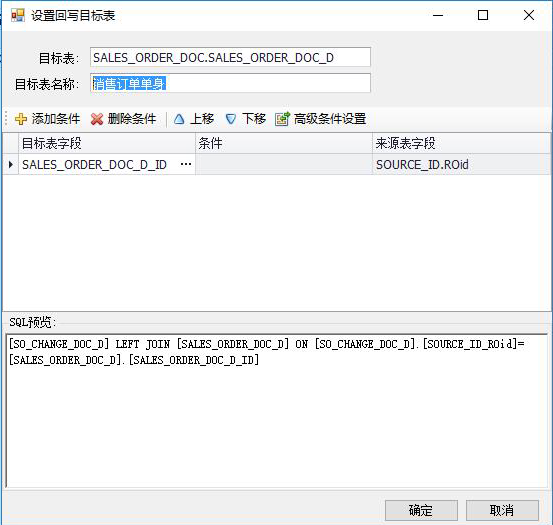 设置回写目标表
目标表: SALES_ORDER_DOC.SALES_ORDER_DOC_D
目标表名称: 销售订单单身
添加条件 删除条件 上移 下移 高级条件设置
目标表字段 条件 来源表字段
SALES_ORDER_DOC_D_ID ... SOURCE_ID.ROid
SQL预览:
[SO_CHANGE_DOC_D] LEFT JOIN [SALES_ORDER_DOC_D] ON [SO_CHANGE_DOC_D].[SOURCE_ID_ROid]=
[SALES_ORDER_DOC_D].[SALES_ORDER_DOC_D_ID]
确定 取消